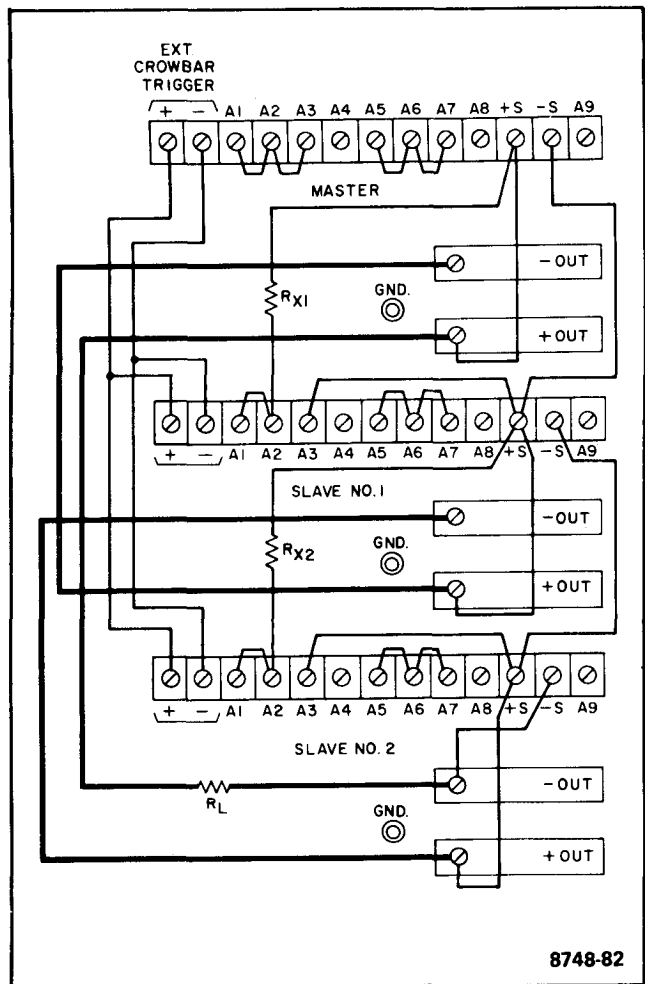 EXT.
CROWBAR
TRIGGER
+ − A1 A2 A3 A4 A5 A6 A7 A8 +S −S A9
MASTER
−OUT
RX1
GND.
+OUT
+ − A1 A2 A3 A4 A5 A6 A7 A8 +S −S A9
SLAVE NO. 1
−OUT
RX2
GND.
+OUT
+ − A1 A2 A3 A4 A5 A6 A7 A8 +S −S A9
SLAVE NO. 2
−OUT
RL
GND.
+OUT
8748-82